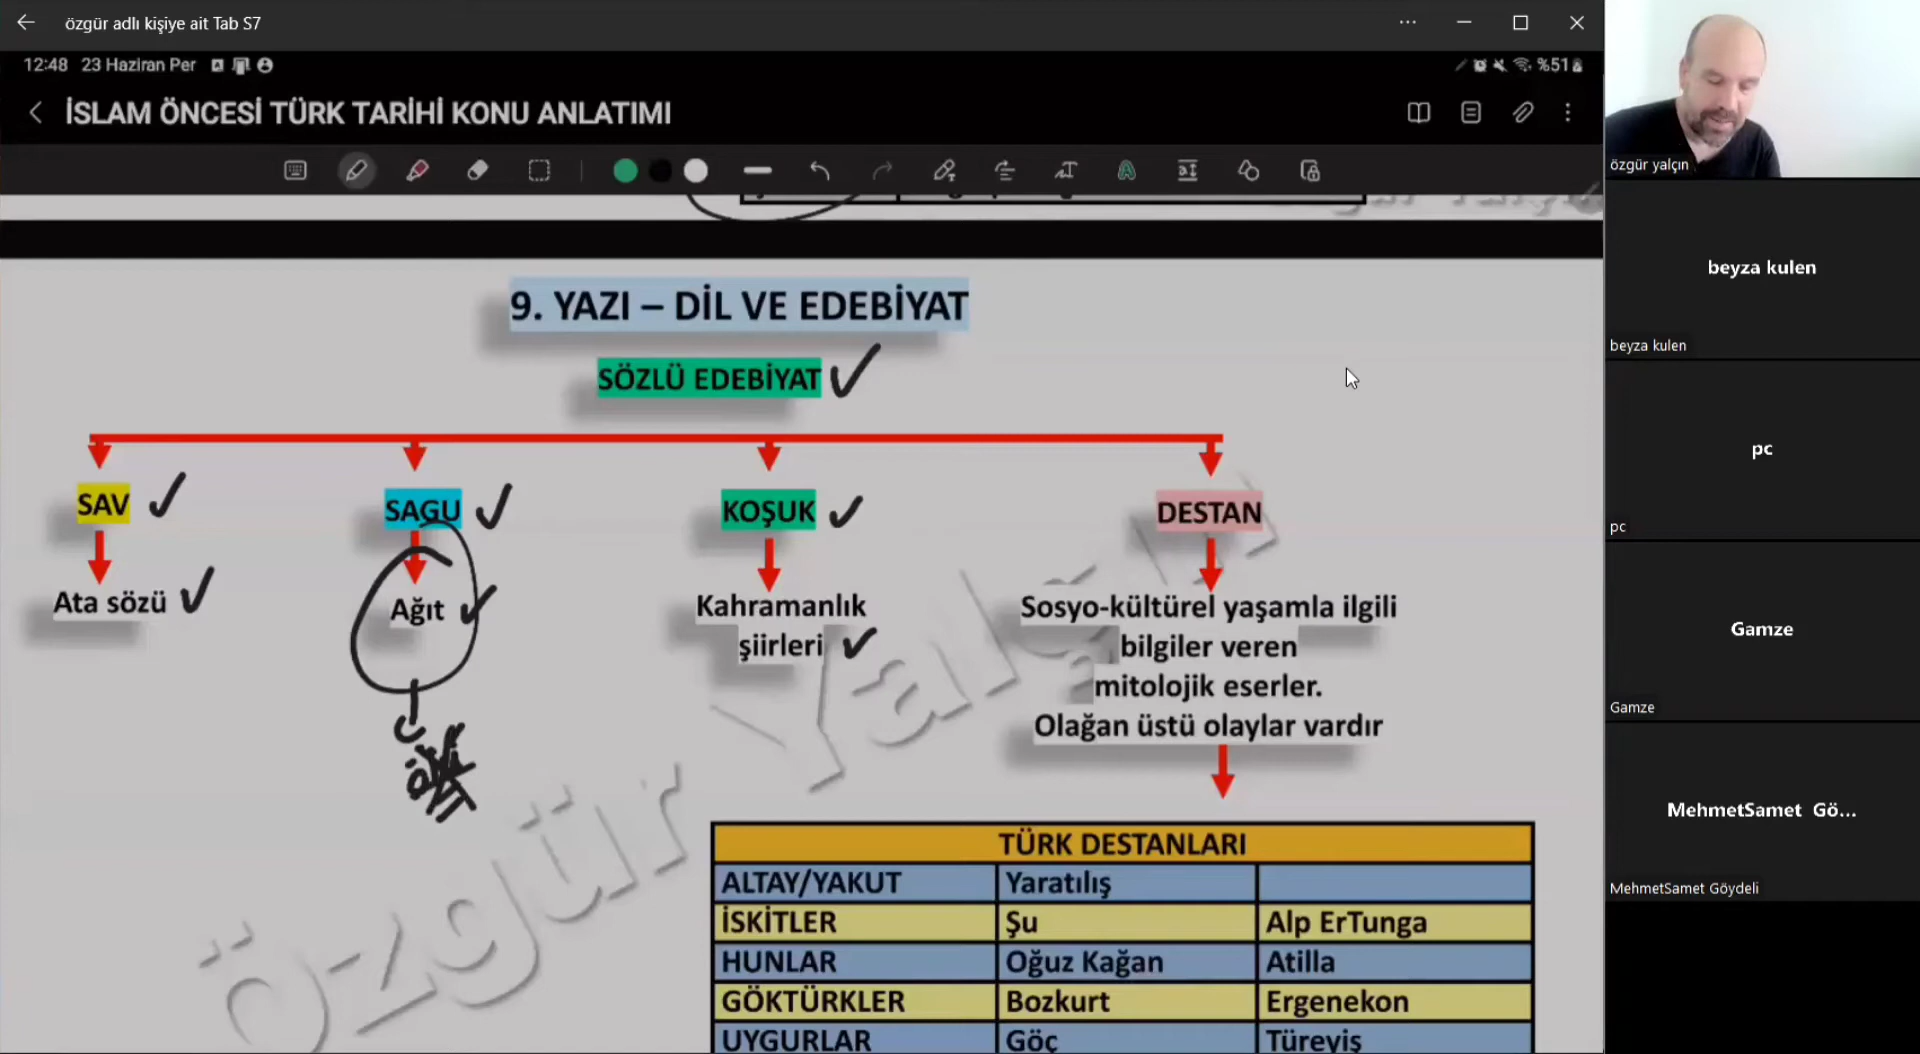 özgür adlı kişiye ait Tab S7
12:48 23 Haziran Per
%51
İSLAM ÖNCESİ TÜRK TARİHİ KONU ANLATIMI
özgür yalçın
9. YAZI – DİL VE EDEBİYAT
SÖZLÜ EDEBİYAT
SAV
SAGU
KOŞUK
DESTAN
Ata sözü
Ağıt
Kahramanlık
şiirleri
Sosyo-kültürel yaşamla ilgili
bilgiler veren
mitolojik eserler.
Olağan üstü olaylar vardır
TÜRK DESTANLARI
ALTAY/YAKUT Yaratılış
İSKİTLER Şu Alp ErTunga
HUNLAR Oğuz Kağan Atilla
GÖKTÜRKLER Bozkurt Ergenekon
UYGURLAR Göç Türeyiş
Özgür Yalçın
beyza kulen
beyza kulen
pc
pc
Gamze
Gamze
MehmetSamet Gö...
MehmetSamet Göydeli